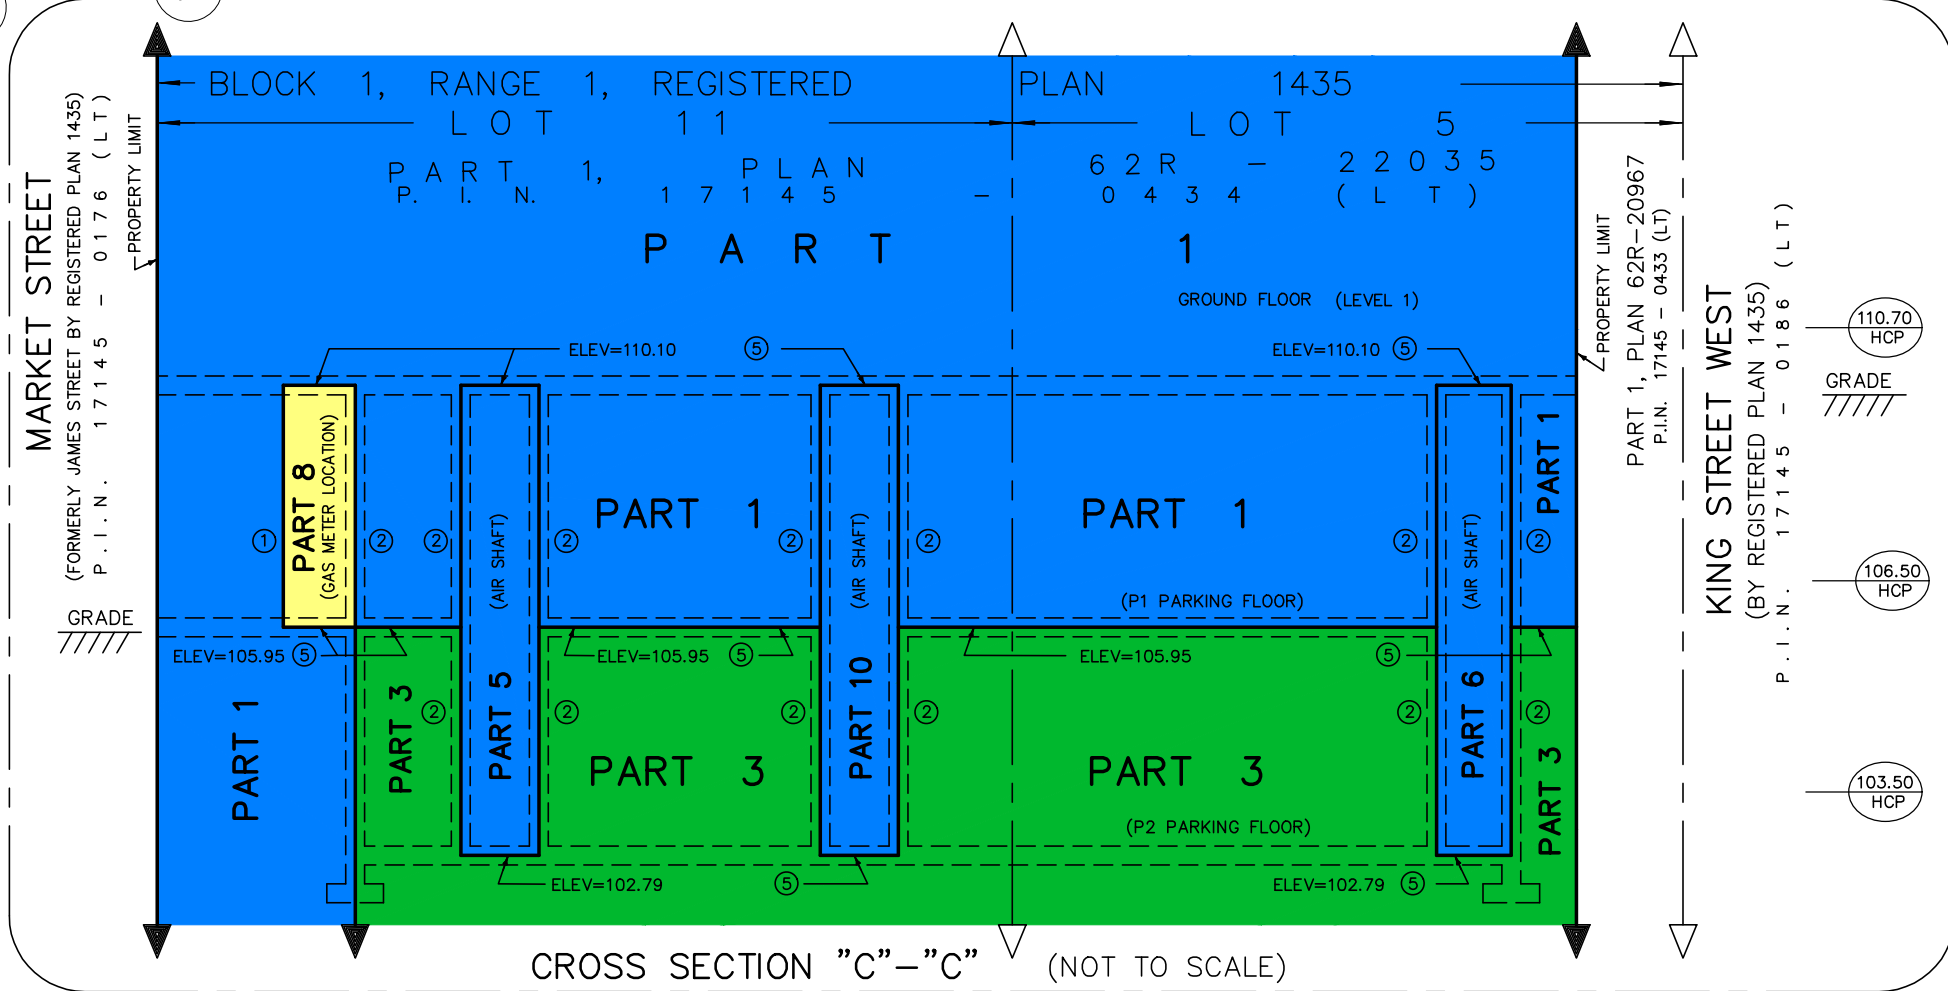 BLOCK 1, RANGE 1, REGISTERED PLAN 1435
LOT 11 LOT 5
PART 1, PLAN 62R - 22035
P. I. N. 17145 - 0434 (LT)
PART 1
GROUND FLOOR (LEVEL 1)
MARKET STREET
(FORMERLY JAMES STREET BY REGISTERED PLAN 1435)
P.I.N. 17145 - 0176 (LT)
PROPERTY LIMIT
GRADE
ELEV=110.10 5
ELEV=110.10 5
PART 8
(GAS METER LOCATION)
1
2
2
(AIR SHAFT)
2
PART 1
2
(AIR SHAFT)
2
PART 1
2
(AIR SHAFT)
2
PART 1
(P1 PARKING FLOOR)
ELEV=105.95 5
ELEV=105.95 5
ELEV=105.95 5
PART 1
PART 3
2
PART 5
2
PART 3
2
PART 10
2
PART 3
2
PART 6
2
PART 3
(P2 PARKING FLOOR)
ELEV=102.79 5
ELEV=102.79 5
PROPERTY LIMIT
PART 1, PLAN 62R-20967
P.I.N. 17145 - 0433 (LT)
KING STREET WEST
(BY REGISTERED PLAN 1435)
P.I.N. 17145 - 0186 (LT)
110.70
HCP
GRADE
106.50
HCP
103.50
HCP
CROSS SECTION "C"-"C" (NOT TO SCALE)